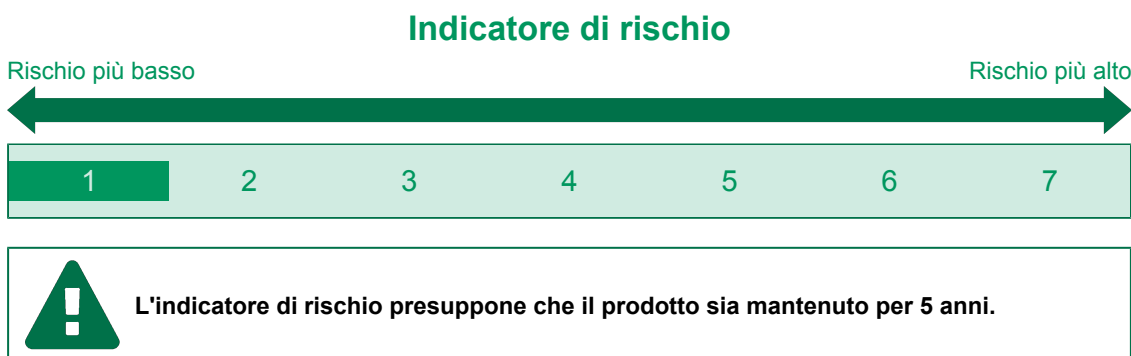 Indicatore di rischio
Rischio più basso Rischio più alto
1 2 3 4 5 6 7
L'indicatore di rischio presuppone che il prodotto sia mantenuto per 5 anni.